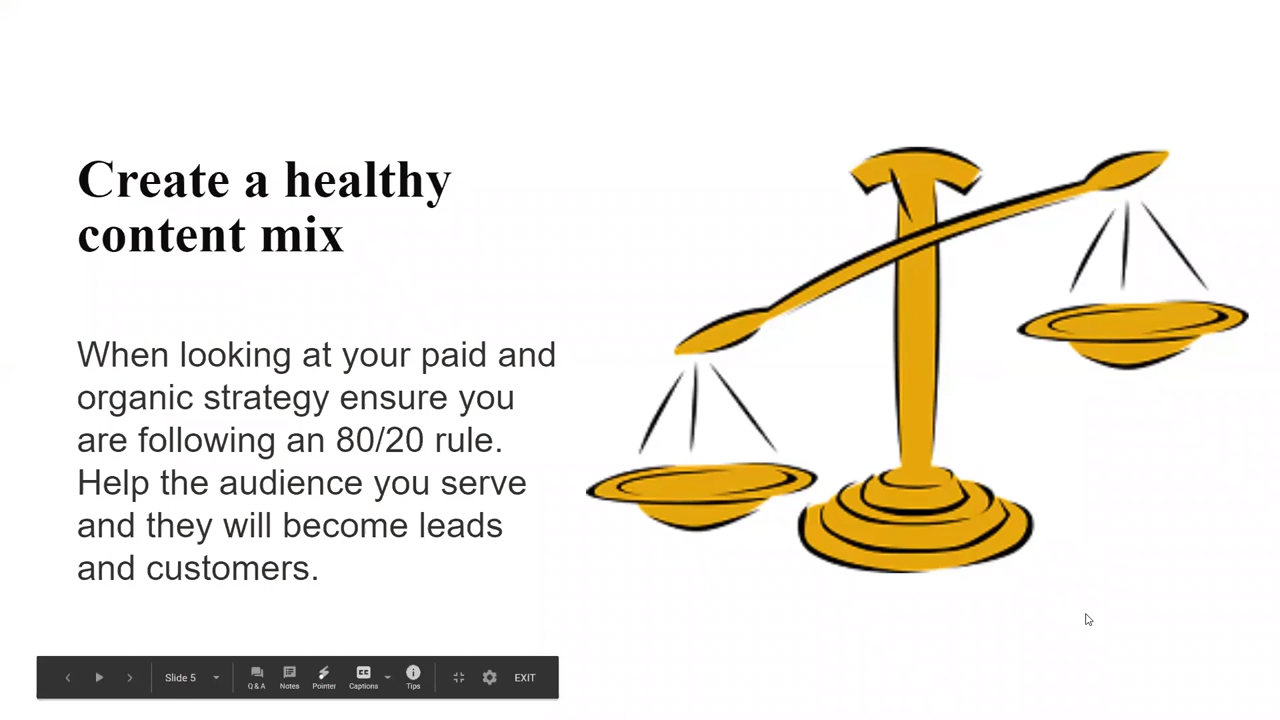 Create a healthy
content mix
When looking at your paid and
organic strategy ensure you
are following an 80/20 rule.
Help the audience you serve
and they will become leads
and customers.
Slide 5
Q & A
Notes
Pointer
Captions
Tips
EXIT